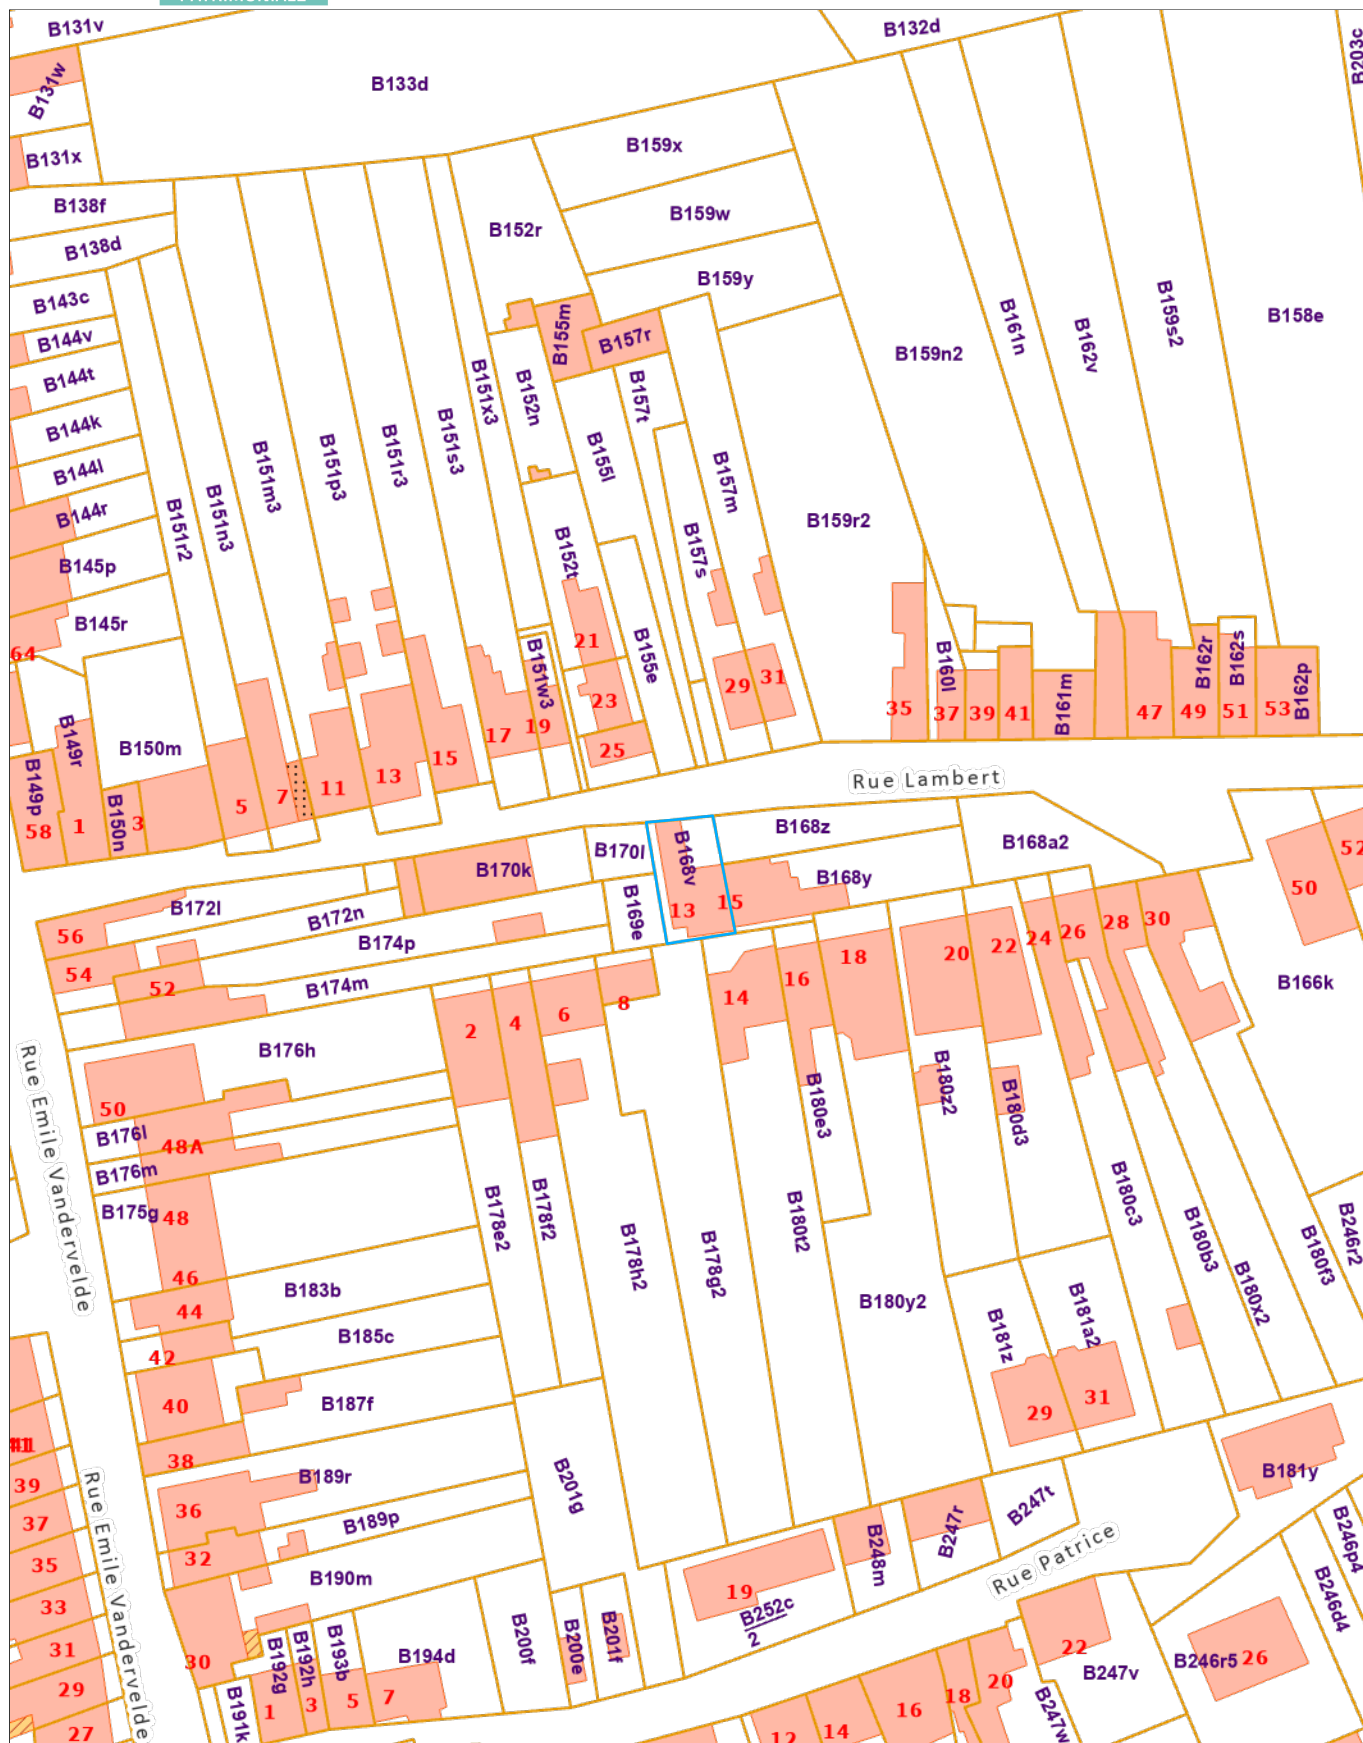 B131v
B132d
B203c
B133d
B131w
B131x
B159x
B138f
B159w
B152r
B138d
B159y
B143c
B144v
B155m
B157r
B161n
B162v
B159s2
B158e
B159n2
B144t
B151x3
B152n
B157t
B144k
B151s3
B151r3
B151p3
B151m3
B155l
B144l
B157m
B144r
B151n3
B151r2
B159r2
B145p
B152t
B157s
B145r
64
21
B155e
B151w3
B160l
B162r
B162s
B162p
29
31
23
35
37
39
41
B161m
47
49
51
53
B149r
B150m
17
19
25
15
13
11
7
5
3
B150n
1
B149p
58
Rue Lambert
B170l
B168v
B168z
B168a2
B170k
B168y
50
52
B172l
B172n
B169e
13
15
56
B174p
54
52
B174m
2
4
6
8
14
16
18
20
22
24
26
28
30
B166k
B176h
Rue Emile Vandervelde
50
B176l
48A
B176m
B175g
48
46
B180e3
B180z2
B180d3
B178e2
B178f2
B178h2
B178g2
B180t2
B180c3
B180b3
B180x2
B180f3
B246r2
B183b
44
B180y2
B181z
B181a2
B185c
42
40
B187f
29
31
38
41
39
B189r
B201g
B181y
36
37
B189p
B247r
B247t
B246p4
35
32
B190m
B248m
Rue Patrice
Rue Emile Vandervelde
33
19
B252c
2
B246d4
31
30
B192g
B192h
B193b
B194d
B200f
B200e
B201f
22
B247v
B246r5
26
29
B191k
1
3
5
7
27
12
14
16
18
20
B247w